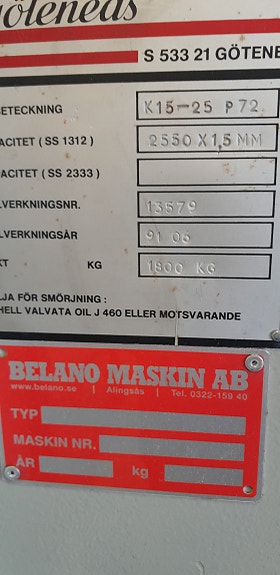 göteneds
S 533 21 GÖTENE
BETECKNING K15-25 P72
ACITET ( SS 1312 ) 2550 X 1,5 MM
ACITET ( SS 2333 )
LVERKNINGSNR. 13579
LVERKNINGSÅR 91 06
KT KG 1800 KG
LJA FÖR SMÖRJNING :
HELL VALVATA OIL J 460 ELLER MOTSVARANDE
BELANO MASKIN AB
www.belano.se | Alingsås | Tel. 0322-159 40
TYP
MASKIN NR.
ÅR kg